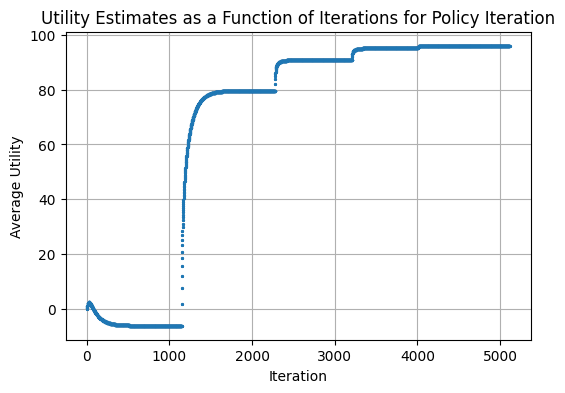 Utility Estimates as a Function of Iterations for Policy Iteration
100
80
60
40
20
0
Average Utility
0 1000 2000 3000 4000 5000
Iteration